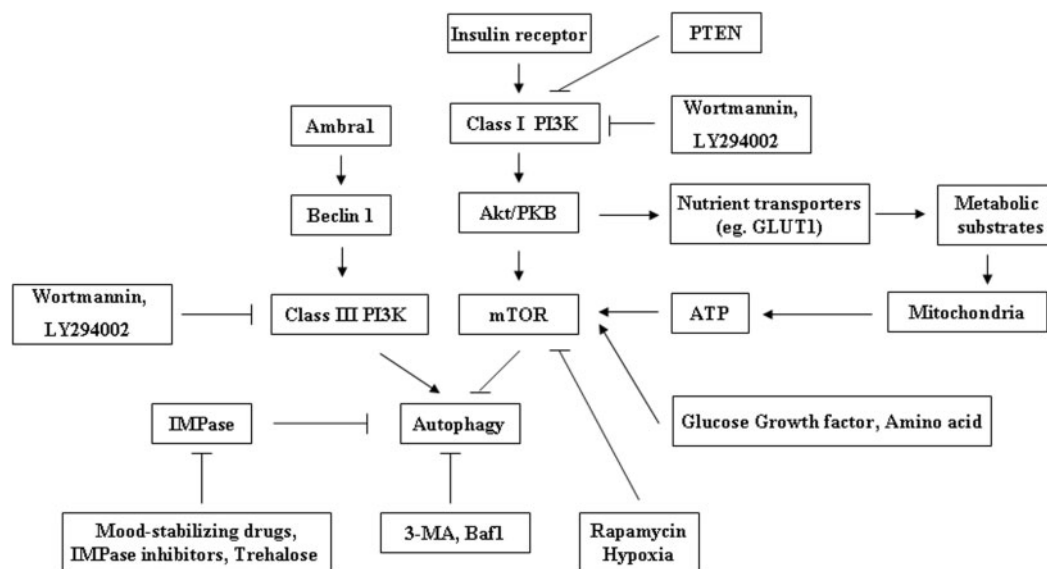 Insulin receptor
PTEN
Ambra1
Class I PI3K
Wortmannin,
LY294002
Beclin 1
Akt/PKB
Nutrient transporters
(eg. GLUT1)
Metabolic
substrates
Wortmannin,
LY294002
Class III PI3K
mTOR
ATP
Mitochondria
IMPase
Autophagy
Glucose Growth factor, Amino acid
Mood-stabilizing drugs,
IMPase inhibitors, Trehalose
3-MA, Baf1
Rapamycin
Hypoxia